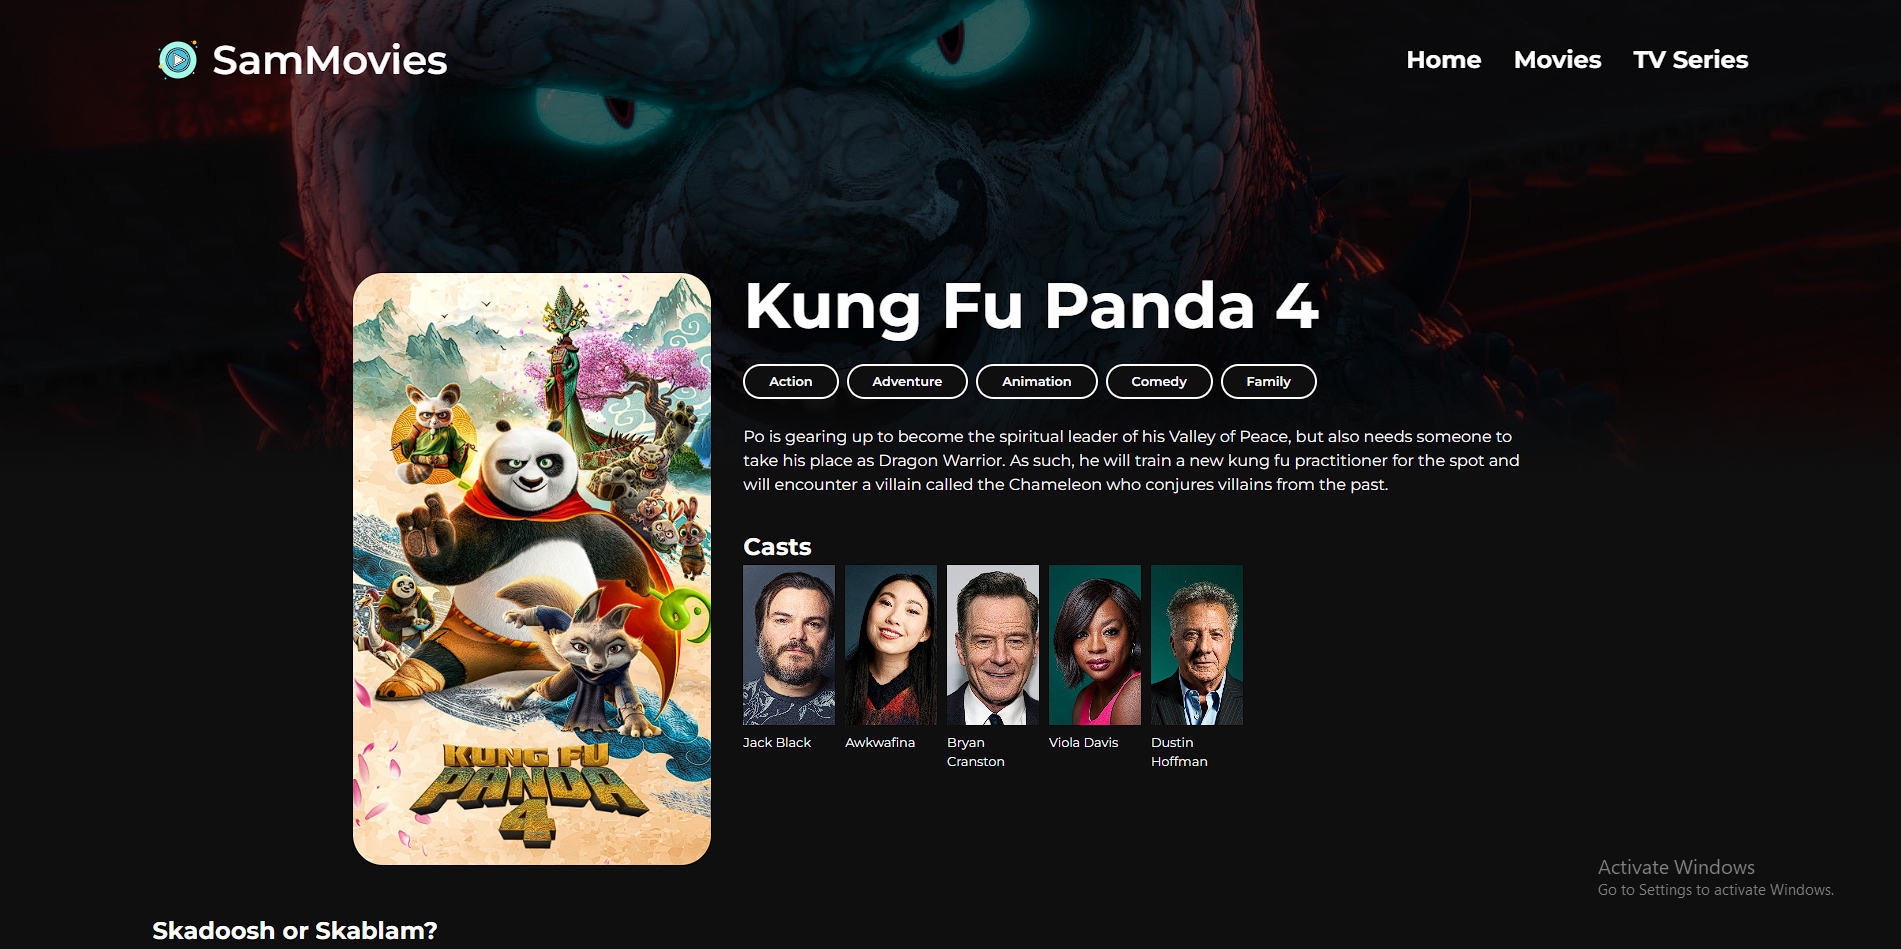 SamMovies
Home
Movies
TV Series
Kung Fu Panda 4
Action
Adventure
Animation
Comedy
Family
Po is gearing up to become the spiritual leader of his Valley of Peace, but also needs someone to
take his place as Dragon Warrior. As such, he will train a new kung fu practitioner for the spot and
will encounter a villain called the Chameleon who conjures villains from the past.
Casts
Jack Black
Awkwafina
Bryan
Cranston
Viola Davis
Dustin
Hoffman
KUNG FU
PANDA
4
Activate Windows
Go to Settings to activate Windows.
Skadoosh or Skablam?